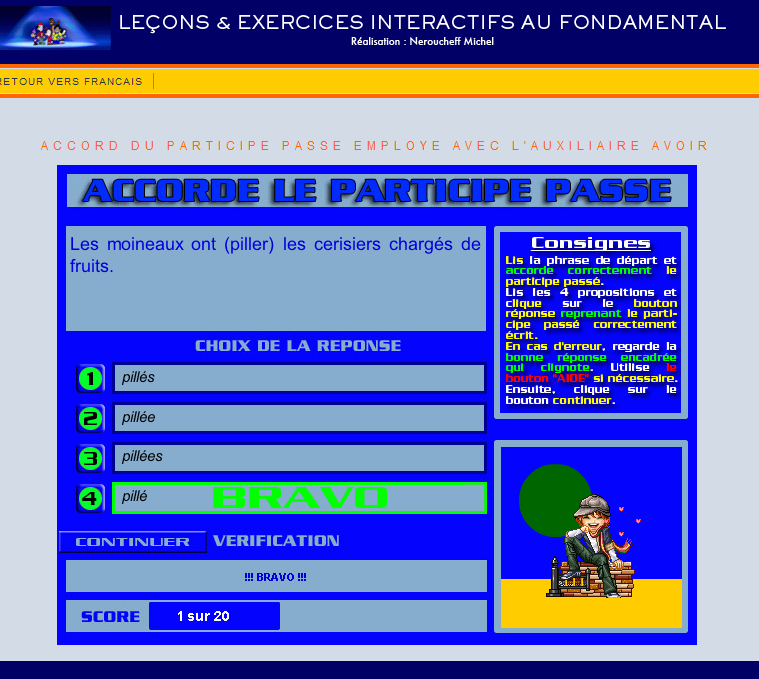 LEÇONS & EXERCICES INTERACTIFS AU FONDAMENTAL
Réalisation : Neroucheff Michel
RETOUR VERS FRANCAIS
ACCORD DU PARTICIPE PASSE EMPLOYE AVEC L'AUXILIAIRE AVOIR
ACCORDE LE PARTICIPE PASSE
Les moineaux ont (piller) les cerisiers chargés de
fruits.
CHOIX DE LA REPONSE
1 pillés
2 pillée
3 pillées
4 pillé BRAVO
CONTINUER VERIFICATION
!!! BRAVO !!!
SCORE 1 sur 20
Consignes
Lis la phrase de départ et
accorde correctement le
participe passé.
Lis les 4 propositions et
clique sur le bouton
réponse reprenant le parti-
cipe passé correctement
écrit.
En cas d'erreur, regarde la
bonne réponse encadrée
qui clignote. Utilise le
bouton "AIDE" si nécessaire.
Ensuite, clique sur le
bouton continuer.